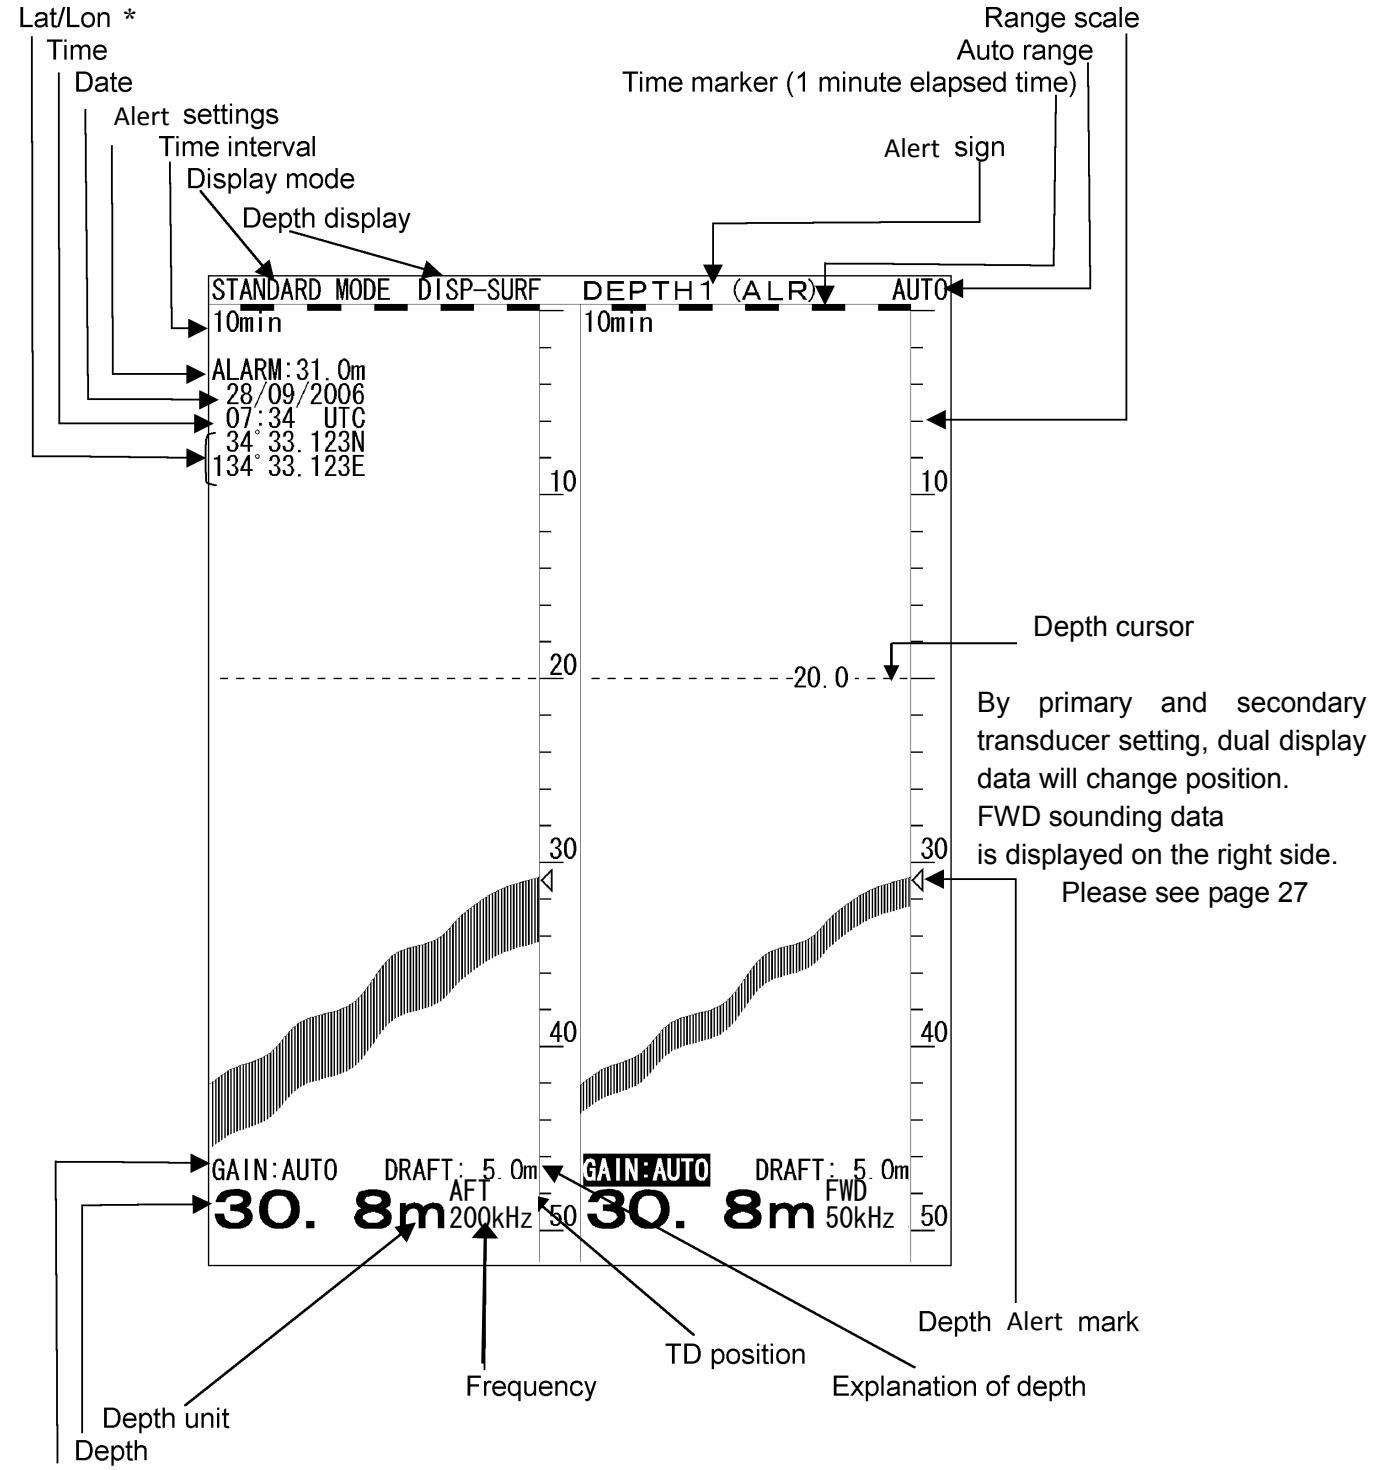 Lat/Lon *
Time
Date
Alert settings
Time interval
Display mode
Depth display
Range scale
Auto range
Time marker (1 minute elapsed time)
Alert sign
STANDARD MODE DISP-SURF DEPTH1 (ALR) AUTO
10min
10min
ALARM:31.0m
28/09/2006
07:34 UTC
34°33.123N
134°33.123E
10
10
20
20.0
Depth cursor
By primary and secondary
transducer setting, dual display
data will change position.
FWD sounding data
is displayed on the right side.
Please see page 27
30
30
40
40
GAIN:AUTO DRAFT: 5.0m
AFT
30. 8m 200kHz 50
GAIN:AUTO DRAFT: 5.0m
FWD
30. 8m 50kHz 50
Depth Alert mark
TD position
Frequency
Explanation of depth
Depth unit
Depth